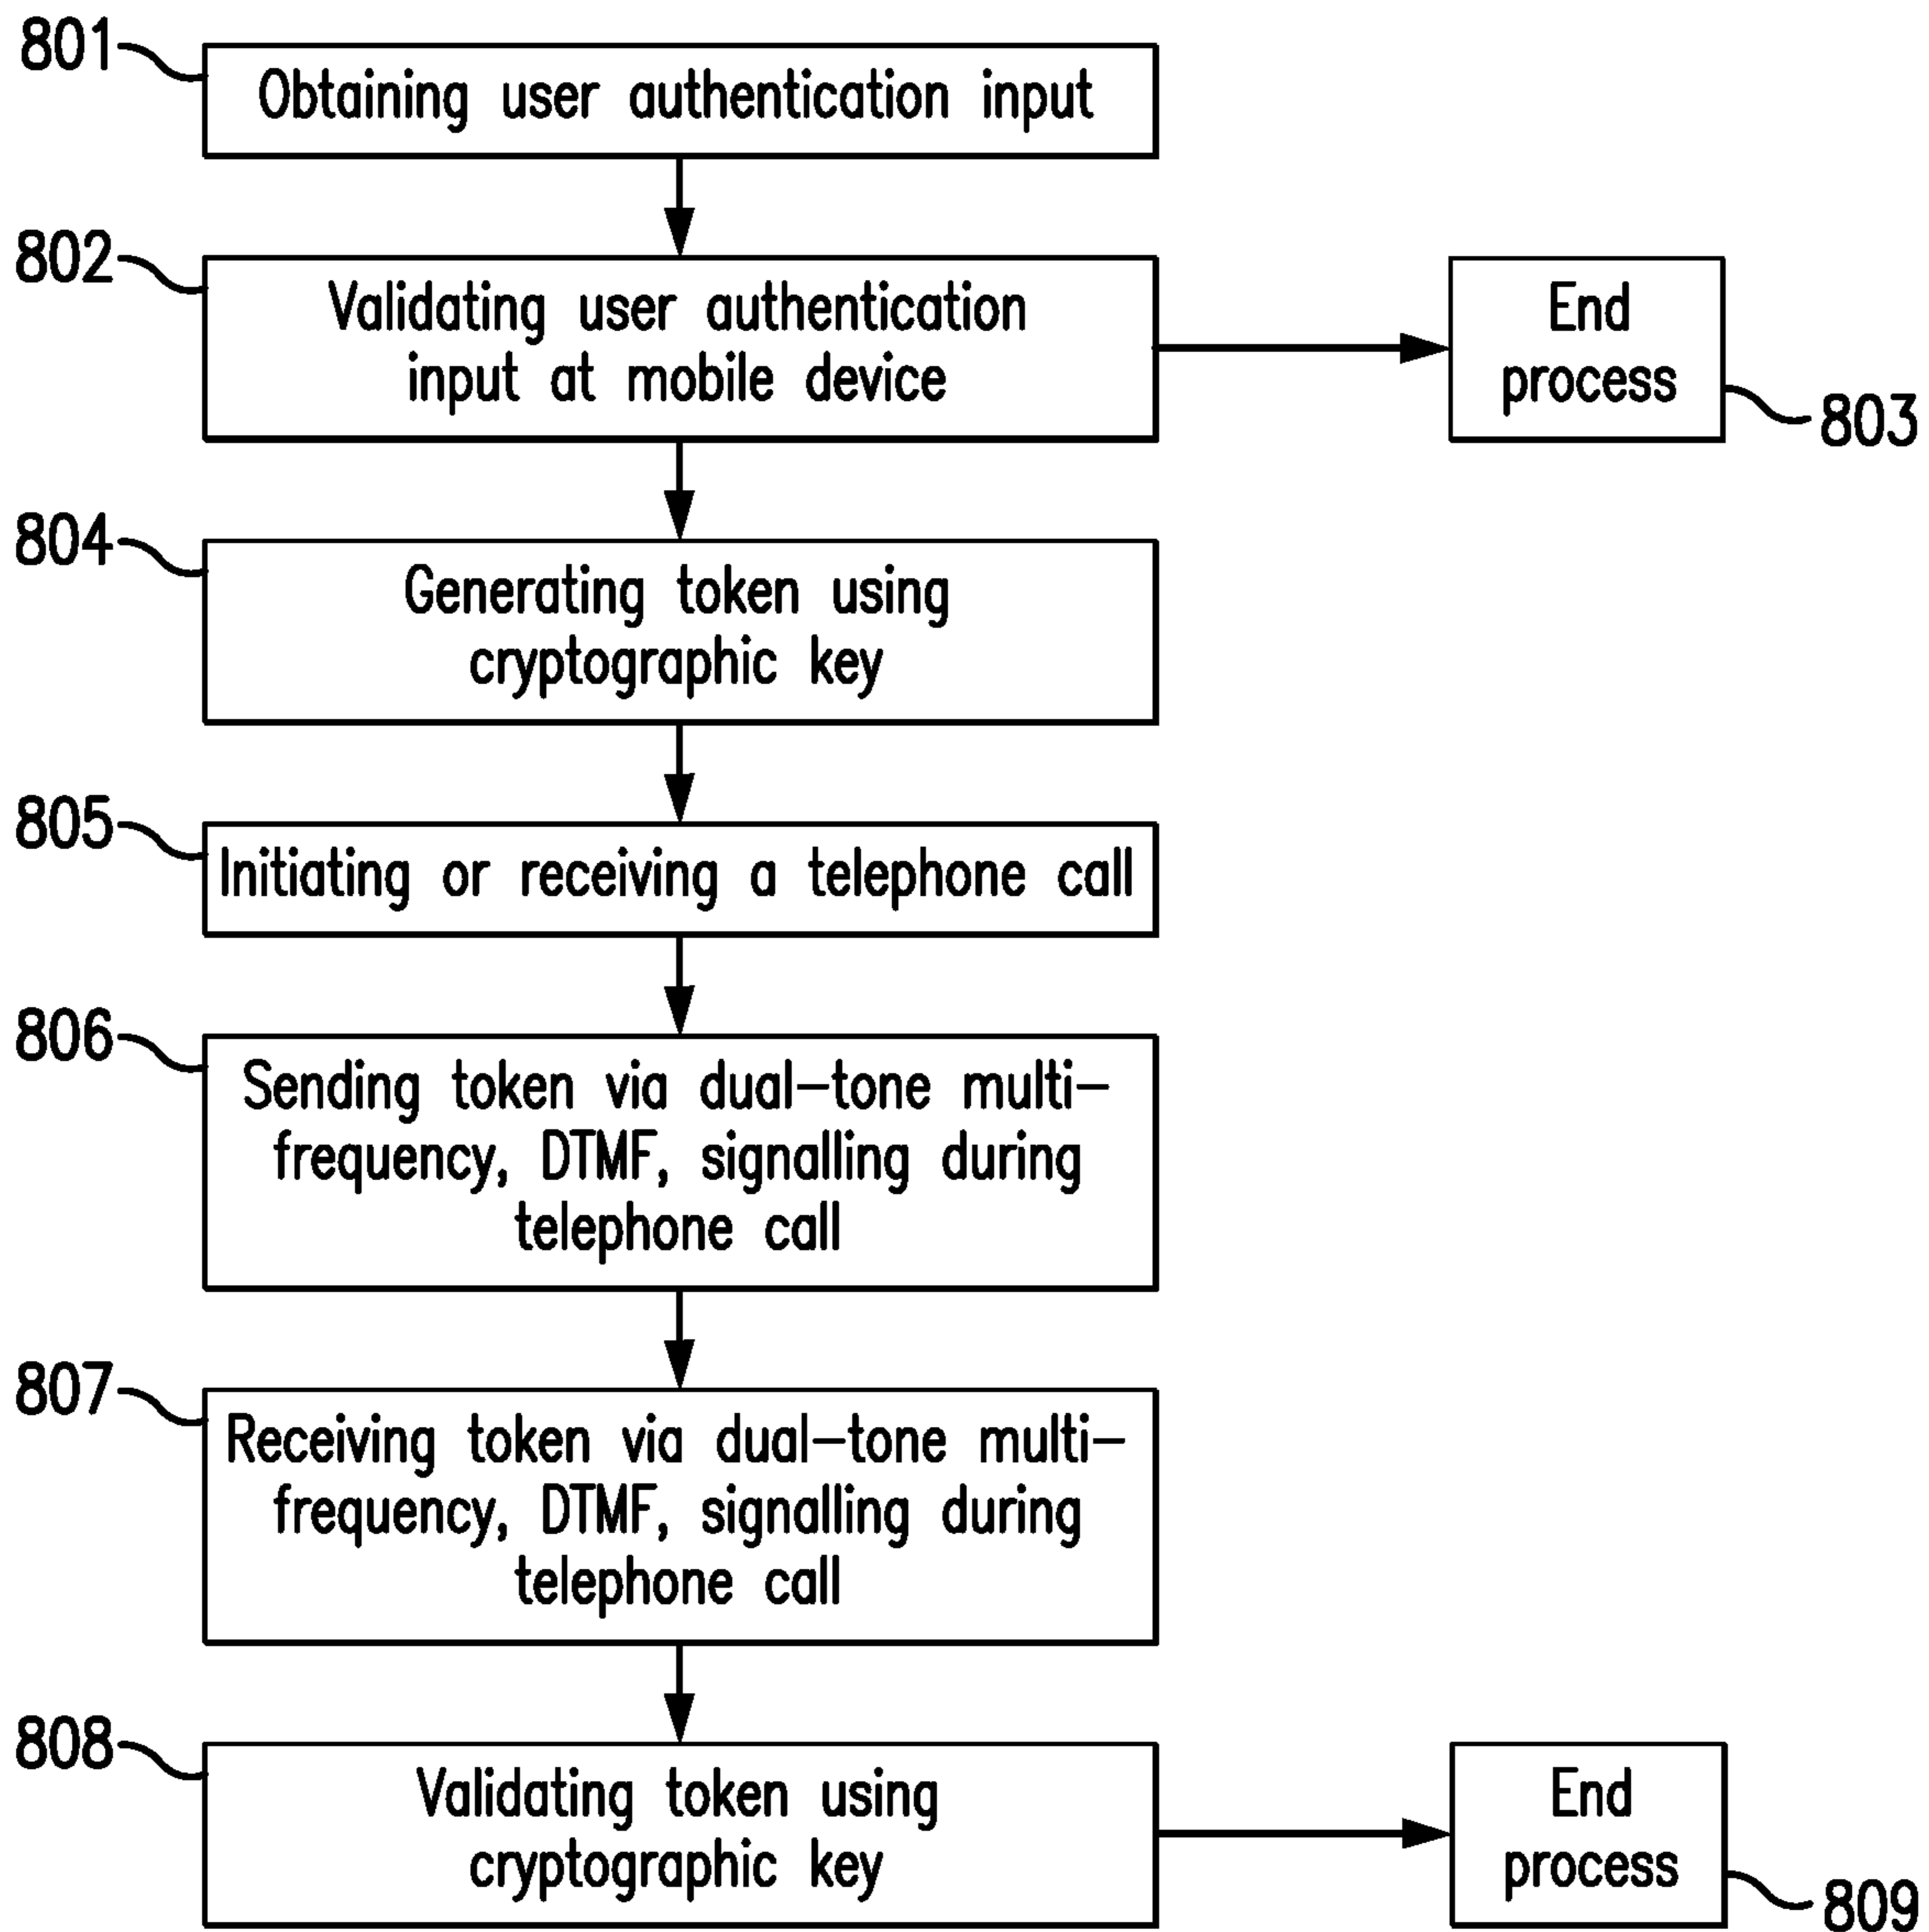 801
Obtaining user authentication input
802
Validating user authentication
input at mobile device
End
process
803
804
Generating token using
cryptographic key
805
Initiating or receiving a telephone call
806
Sending token via dual-tone multi-
frequency, DTMF, signalling during
telephone call
807
Receiving token via dual-tone multi-
frequency, DTMF, signalling during
telephone call
808
Validating token using
cryptographic key
End
process
809